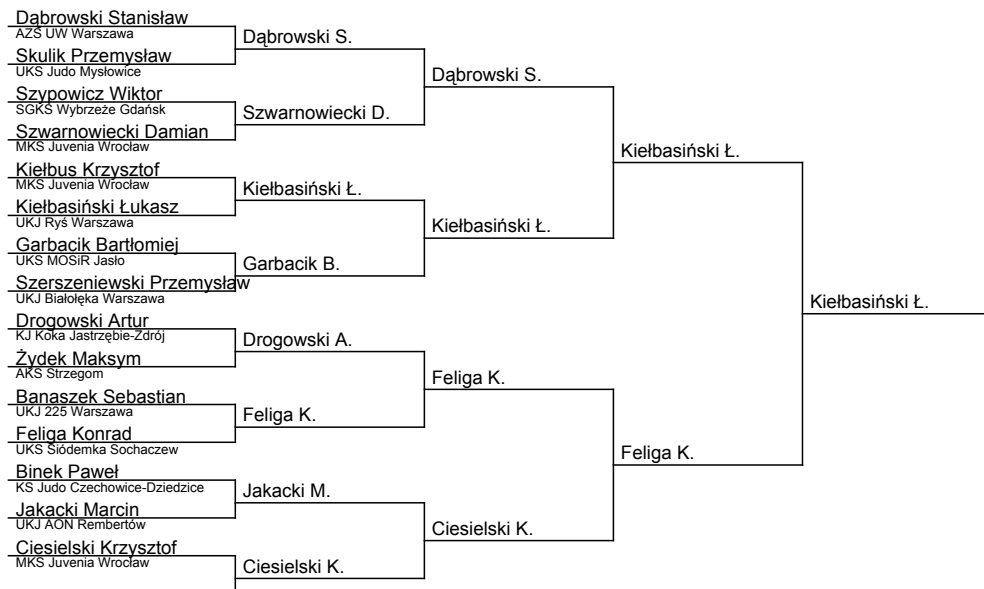 Dąbrowski Stanisław
AZS UW Warszawa
Skulik Przemysław
UKS Judo Mysłowice
Szypowicz Wiktor
SGKS Wybrzeże Gdańsk
Szwarnowiecki Damian
MKS Juvenia Wrocław
Kiełbus Krzysztof
MKS Juvenia Wrocław
Kiełbasiński Łukasz
UKJ Ryś Warszawa
Garbacik Bartłomiej
UKS MOSiR Jasło
Szerszeniewski Przemysław
UKJ Białołęka Warszawa
Drogowski Artur
KJ Koka Jastrzębie-Zdrój
Żydek Maksym
AKS Strzegom
Banaszek Sebastian
UKJ 225 Warszawa
Feliga Konrad
UKS Siódemka Sochaczew
Binek Paweł
KS Judo Czechowice-Dziedzice
Jakacki Marcin
UKJ AON Rembertów
Ciesielski Krzysztof
MKS Juvenia Wrocław
Dąbrowski S.
Szwarnowiecki D.
Kiełbasiński Ł.
Garbacik B.
Drogowski A.
Feliga K.
Jakacki M.
Ciesielski K.
Dąbrowski S.
Kiełbasiński Ł.
Feliga K.
Ciesielski K.
Kiełbasiński Ł.
Feliga K.
Kiełbasiński Ł.